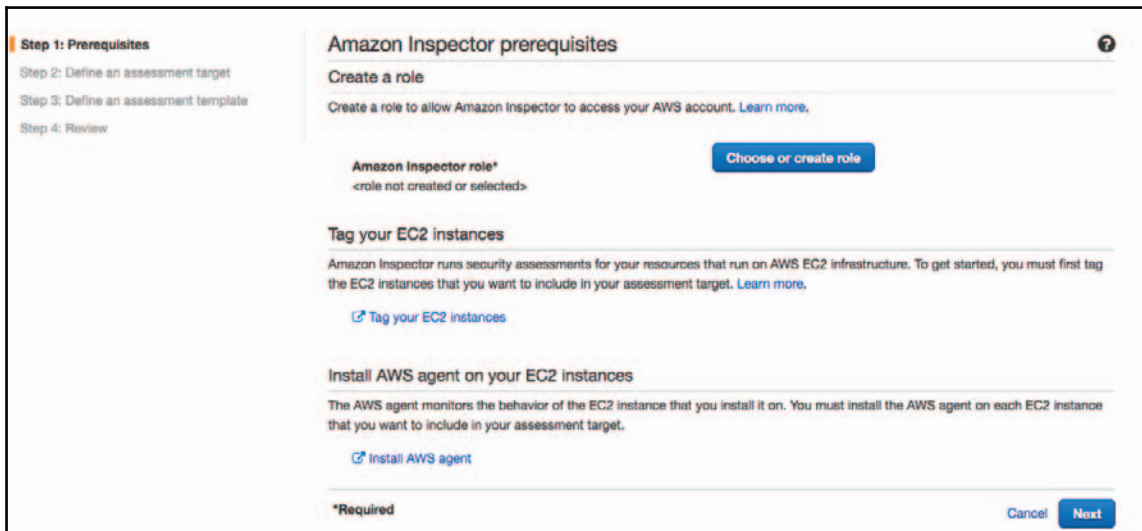 Step 1: Prerequisites
Step 2: Define an assessment target
Step 3: Define an assessment template
Step 4: Review
Amazon Inspector prerequisites
Create a role
Create a role to allow Amazon Inspector to access your AWS account. Learn more.
Amazon Inspector role*
<role not created or selected>
Choose or create role
Tag your EC2 instances
Amazon Inspector runs security assessments for your resources that run on AWS EC2 infrastructure. To get started, you must first tag
the EC2 instances that you want to include in your assessment target. Learn more.
Tag your EC2 instances
Install AWS agent on your EC2 instances
The AWS agent monitors the behavior of the EC2 instance that you install it on. You must install the AWS agent on each EC2 instance
that you want to include in your assessment target.
Install AWS agent
*Required
Cancel
Next